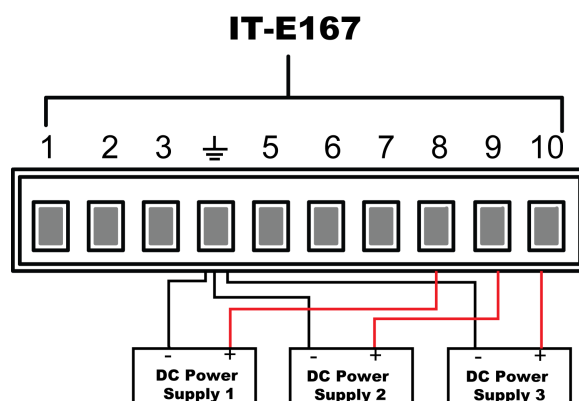 IT-E167
1 2 3 5 6 7 8 9 10
- + - + - +
DC Power DC Power DC Power
Supply 1 Supply 2 Supply 3